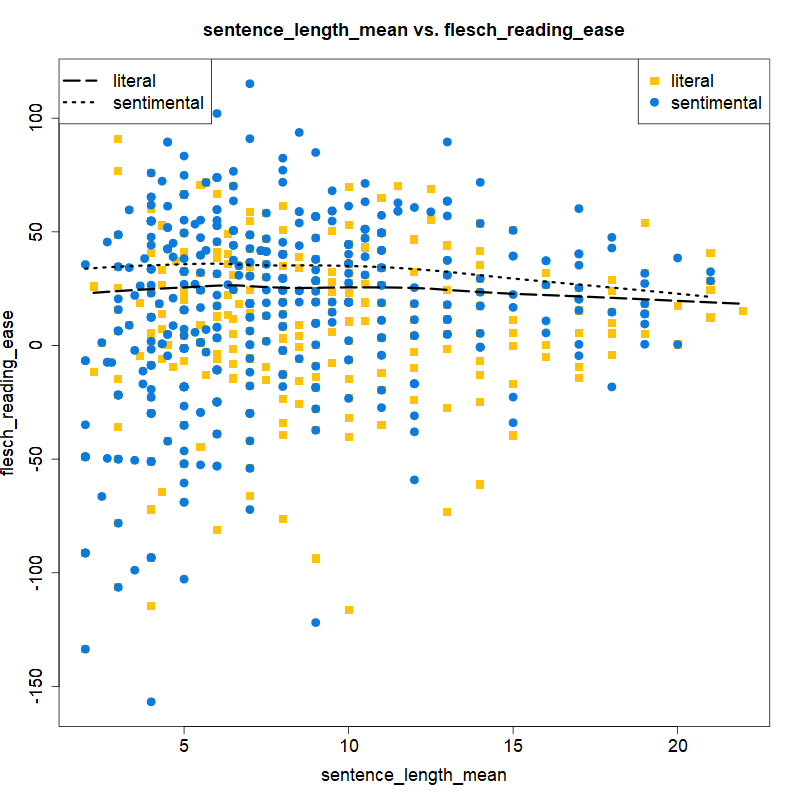 sentence_length_mean vs. flesch_reading_ease
literal
sentimental
literal
sentimental
100
50
0
-50
-100
-150
flesch_reading_ease
5 10 15 20
sentence_length_mean